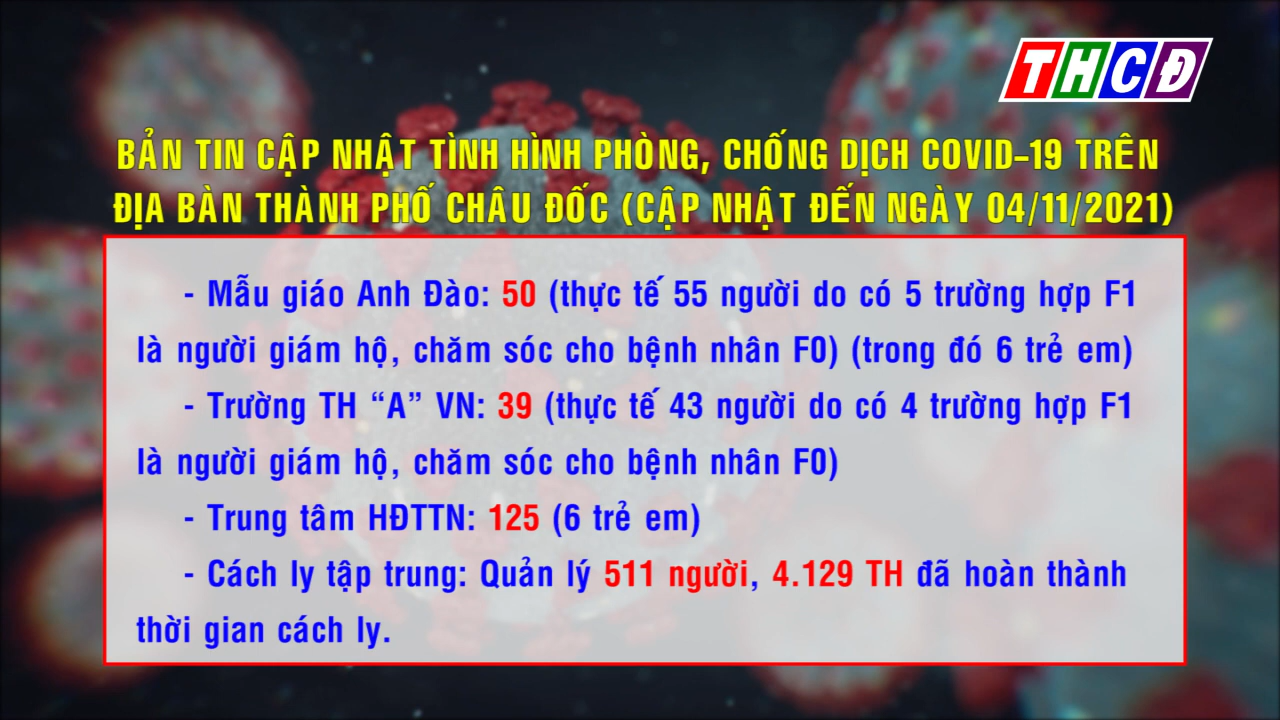 THCĐ
BẢN TIN CẬP NHẬT TÌNH HÌNH PHÒNG, CHỐNG DỊCH COVID-19 TRÊN
ĐỊA BÀN THÀNH PHỐ CHÂU ĐỐC (CẬP NHẬT ĐẾN NGÀY 04/11/2021)
- Mẫu giáo Anh Đào: 50 (thực tế 55 người do có 5 trường hợp F1
là người giám hộ, chăm sóc cho bệnh nhân F0) (trong đó 6 trẻ em)
- Trường TH “A” VN: 39 (thực tế 43 người do có 4 trường hợp F1
là người giám hộ, chăm sóc cho bệnh nhân F0)
- Trung tâm HĐTTN: 125 (6 trẻ em)
- Cách ly tập trung: Quản lý 511 người, 4.129 TH đã hoàn thành
thời gian cách ly.